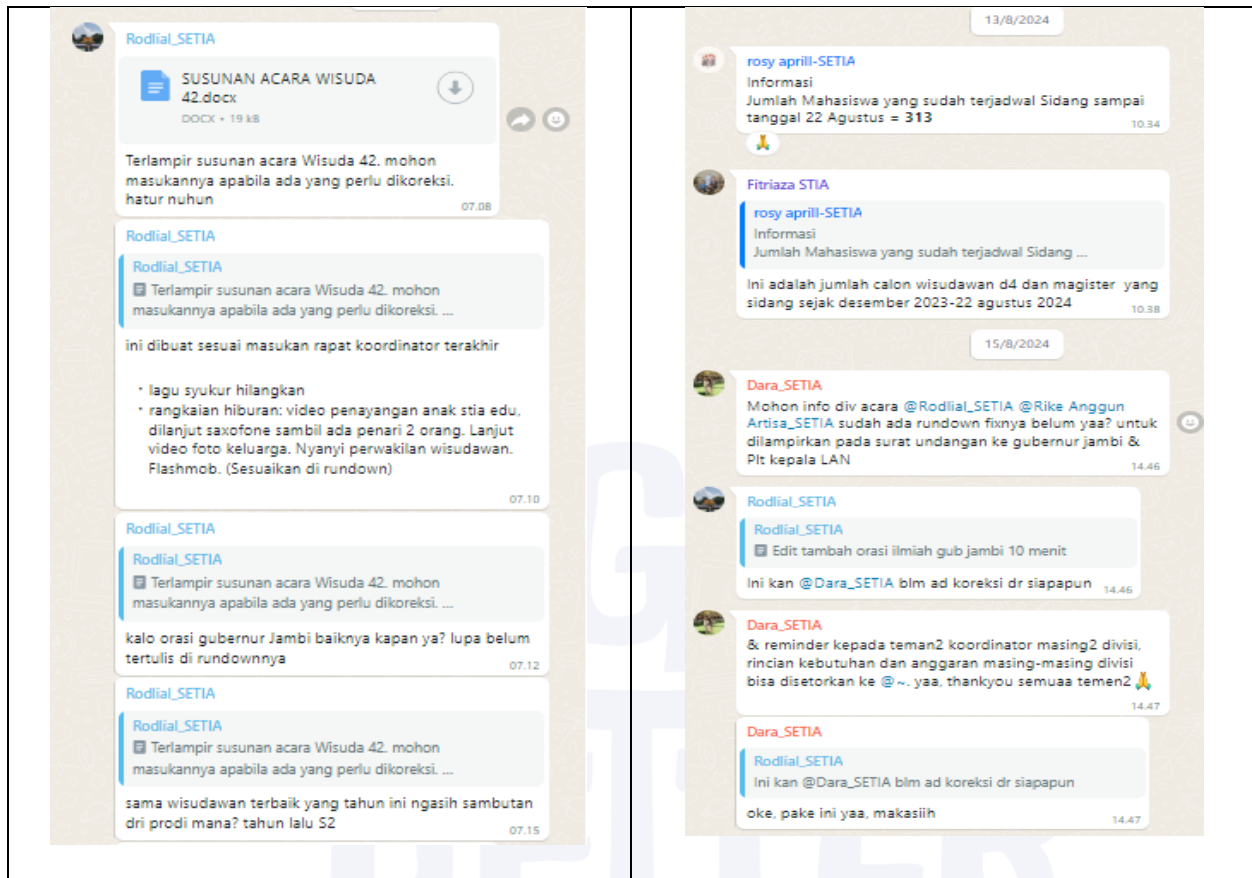 Rodlial_SETIA
SUSUNAN ACARA WISUDA
42.docx
DOCX • 19 kB
Terlampir susunan acara Wisuda 42. mohon
masukannya apabila ada yang perlu dikoreksi.
hatur nuhun
07.08
Rodlial_SETIA
Rodlial_SETIA
Terlampir susunan acara Wisuda 42. mohon
masukannya apabila ada yang perlu dikoreksi. ...
ini dibuat sesuai masukan rapat koordinator terakhir
• lagu syukur hilangkan
• rangkaian hiburan: video penayangan anak stia edu,
dilanjut saxofone sambil ada penari 2 orang. Lanjut
video foto keluarga. Nyanyi perwakilan wisudawan.
Flashmob. (Sesuaikan di rundown)
07.10
Rodlial_SETIA
Rodlial_SETIA
Terlampir susunan acara Wisuda 42. mohon
masukannya apabila ada yang perlu dikoreksi. ...
kalo orasi gubernur Jambi baiknya kapan ya? lupa belum
tertulis di rundownnya
07.12
Rodlial_SETIA
Rodlial_SETIA
Terlampir susunan acara Wisuda 42. mohon
masukannya apabila ada yang perlu dikoreksi. ...
sama wisudawan terbaik yang tahun ini ngasih sambutan
dri prodi mana? tahun lalu S2
07.15
13/8/2024
rosy aprill-SETIA
Informasi
Jumlah Mahasiswa yang sudah terjadwal Sidang sampai
tanggal 22 Agustus = 313
10.34
Fitriaza STIA
rosy aprill-SETIA
Informasi
Jumlah Mahasiswa yang sudah terjadwal Sidang ...
Ini adalah jumlah calon wisudawan d4 dan magister yang
sidang sejak desember 2023-22 agustus 2024
10.38
15/8/2024
Dara_SETIA
Mohon info div acara @Rodlial_SETIA @Rike Anggun
Artisa_SETIA sudah ada rundown fixnya belum yaa? untuk
dilampirkan pada surat undangan ke gubernur jambi &
Plt kepala LAN
14.46
Rodlial_SETIA
Rodlial_SETIA
Edit tambah orasi ilmiah gub jambi 10 menit
Ini kan @Dara_SETIA blm ad koreksi dr siapapun
14.46
Dara_SETIA
& reminder kepada teman2 koordinator masing2 divisi,
rincian kebutuhan dan anggaran masing-masing divisi
bisa disetorkan ke @~. yaa, thankyou semuaa temen2 🙏
14.47
Dara_SETIA
Rodlial_SETIA
Ini kan @Dara_SETIA blm ad koreksi dr siapapun
oke, pake ini yaa, makasiih
14.47